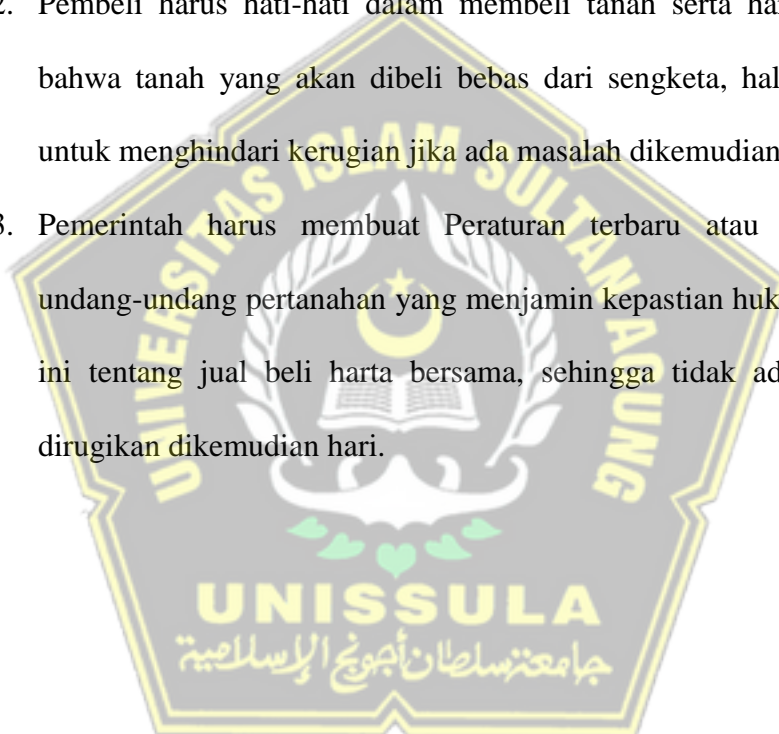 2. Pembeli harus hati-hati dalam membeli tanah serta har
bahwa tanah yang akan dibeli bebas dari sengketa, hal
untuk menghindari kerugian jika ada masalah dikemudian
3. Pemerintah harus membuat Peraturan terbaru atau
undang-undang pertanahan yang menjamin kepastian huk
ini tentang jual beli harta bersama, sehingga tidak ad
dirugikan dikemudian hari.
UNIVERSITAS ISLAM SULTAN AGUNG
UNISSULA
جامعة سلطان أجونج الإسلامية